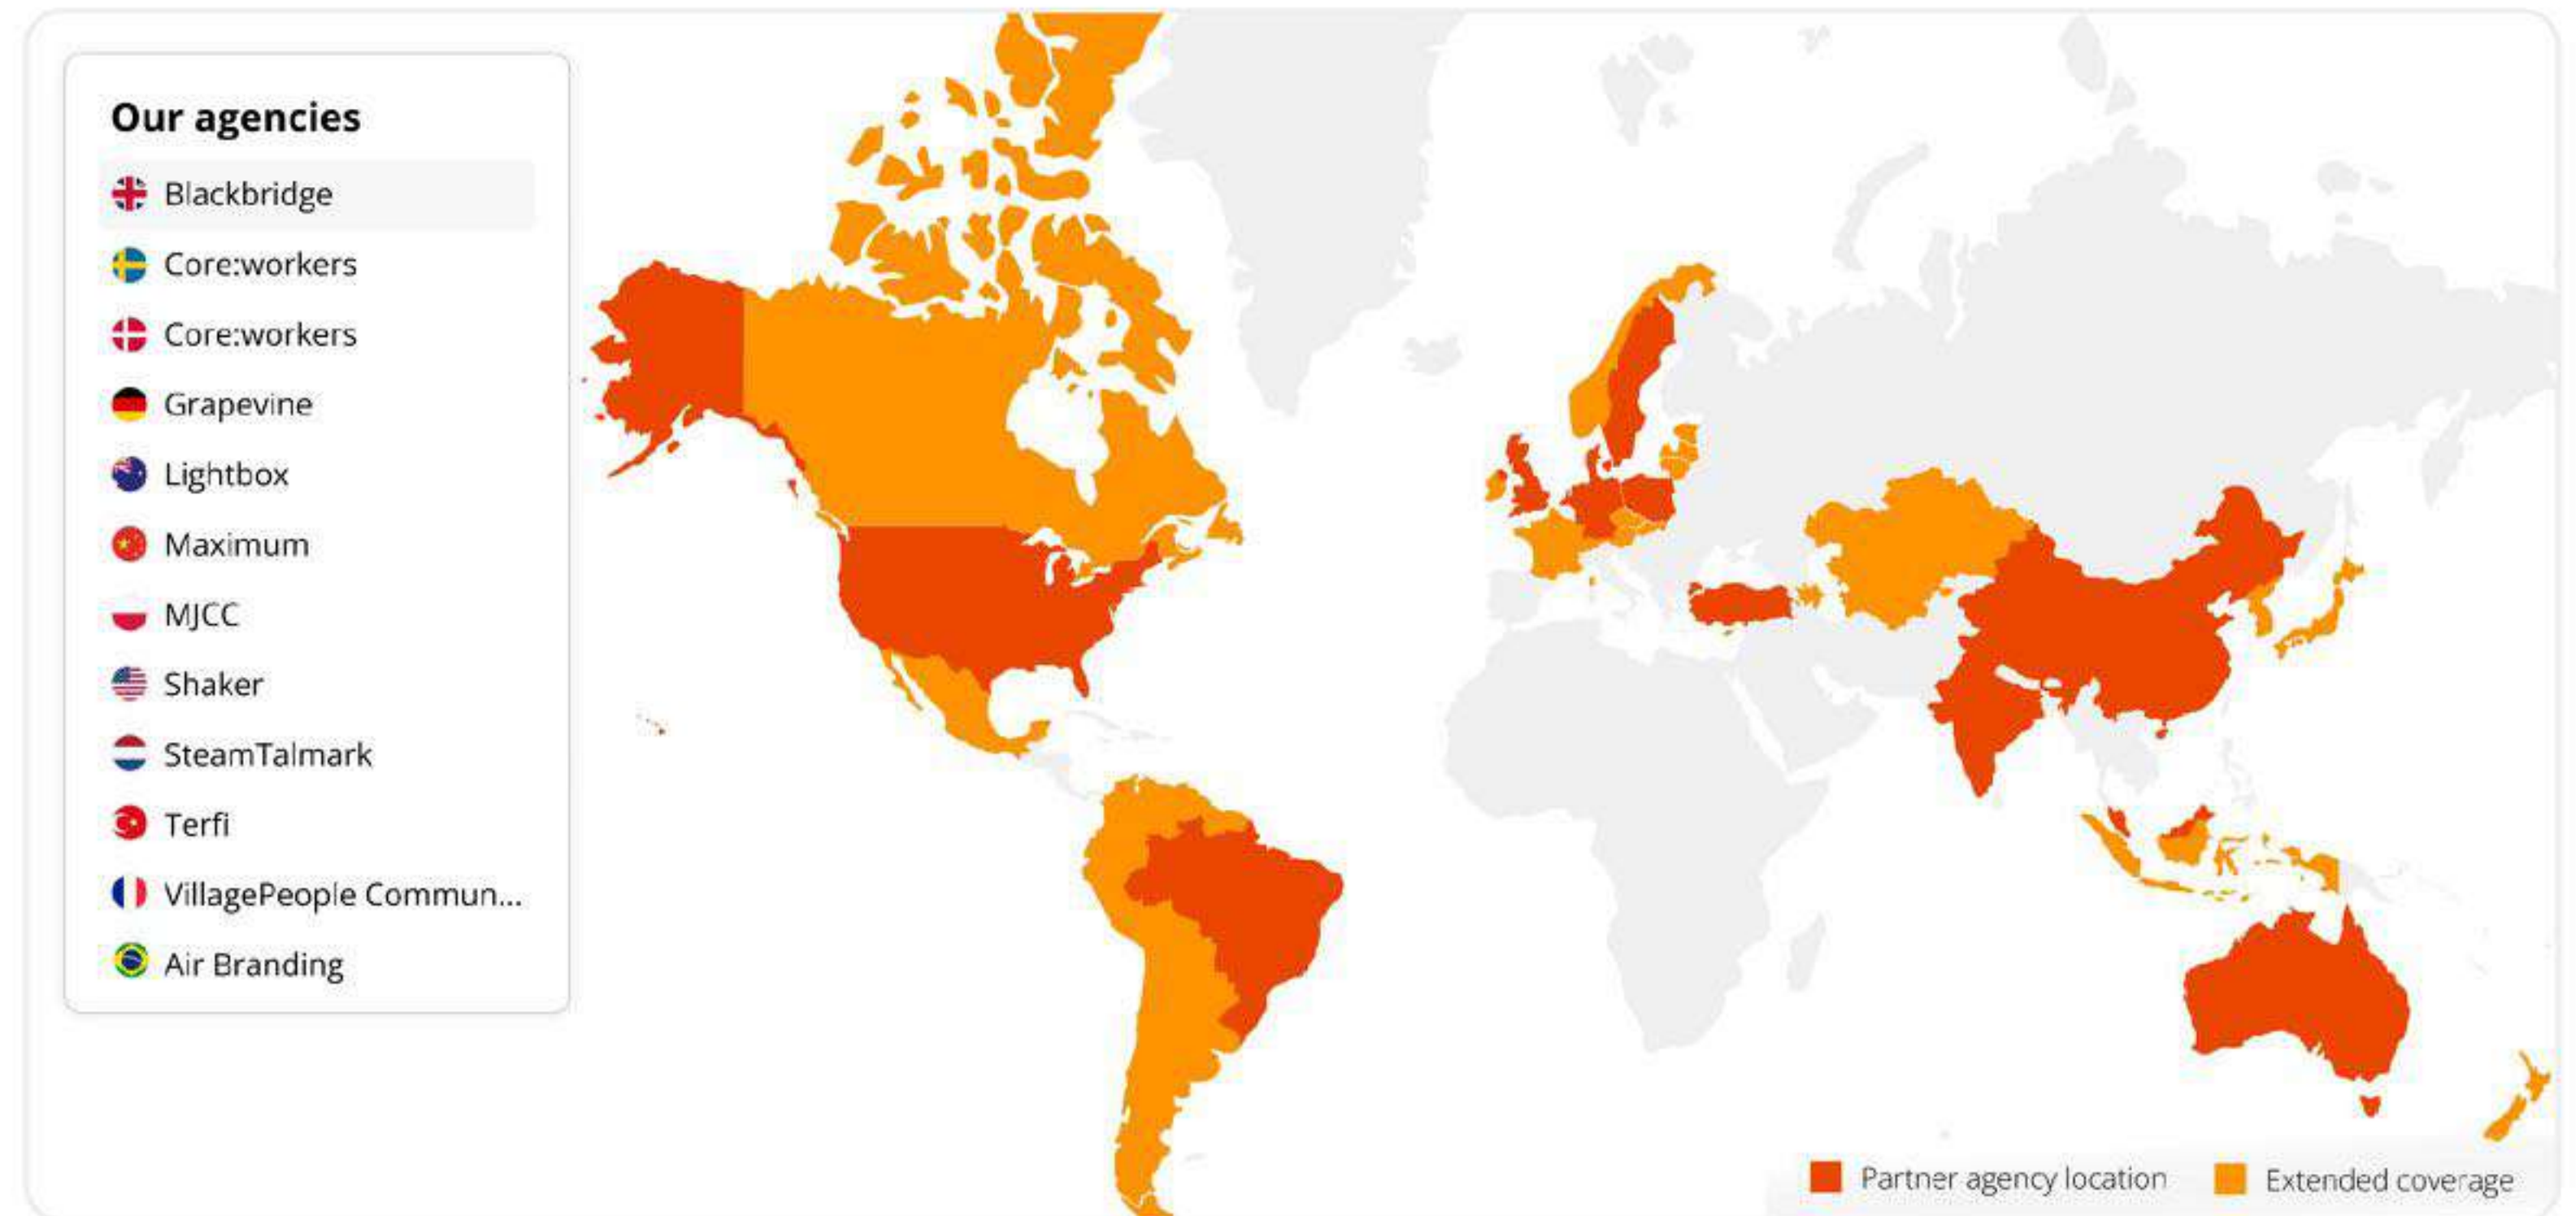 Our agencies
Blackbridge
Core:workers
Core:workers
Grapevine
Lightbox
Maximum
MJCC
Shaker
SteamTalmark
Terfi
VillagePeople Commun...
Air Branding
Partner agency location
Extended coverage